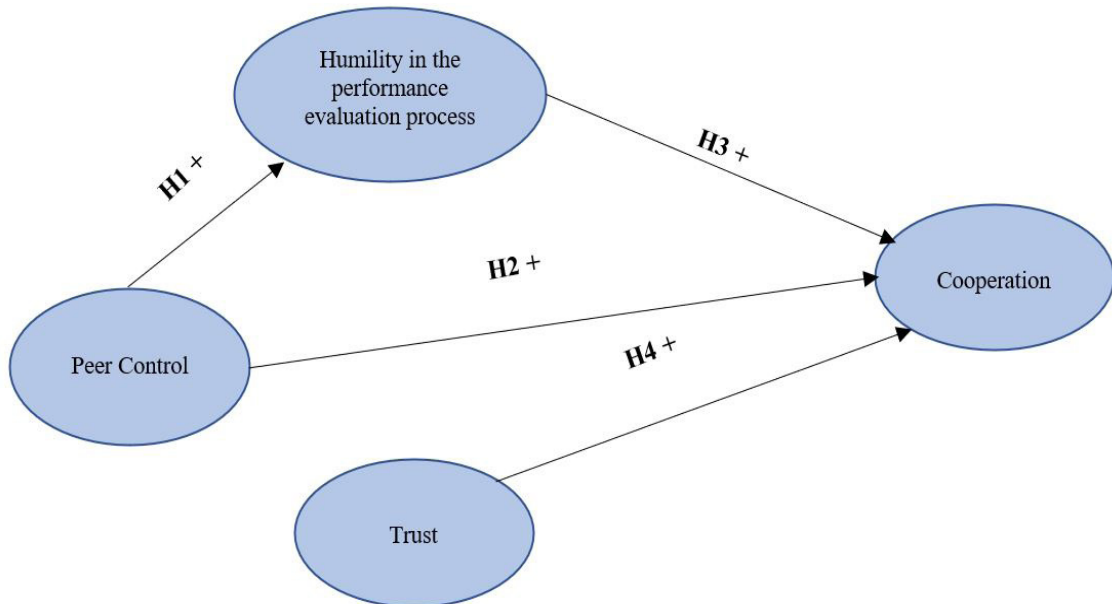 Humility in the
performance
evaluation process
H1 +
H3 +
H2 +
Cooperation
Peer Control
H4 +
Trust